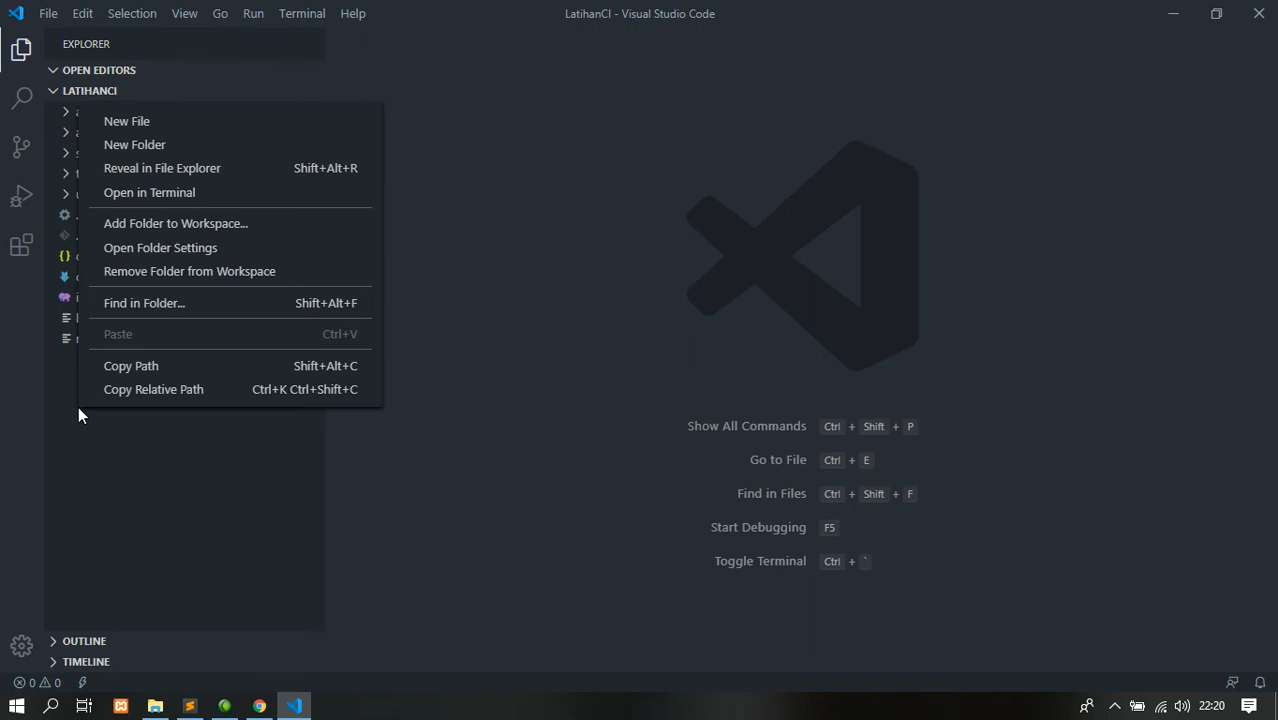 File Edit Selection View Go Run Terminal Help
LatihanCI - Visual Studio Code
EXPLORER
OPEN EDITORS
LATIHANCI
New File
New Folder
Reveal in File Explorer Shift+Alt+R
Open in Terminal
Add Folder to Workspace...
Open Folder Settings
Remove Folder from Workspace
Find in Folder... Shift+Alt+F
Paste Ctrl+V
Copy Path Shift+Alt+C
Copy Relative Path Ctrl+K Ctrl+Shift+C
Show All Commands Ctrl + Shift + P
Go to File Ctrl + E
Find in Files Ctrl + Shift + F
Start Debugging F5
Toggle Terminal Ctrl + `
OUTLINE
TIMELINE
0 0
22:20